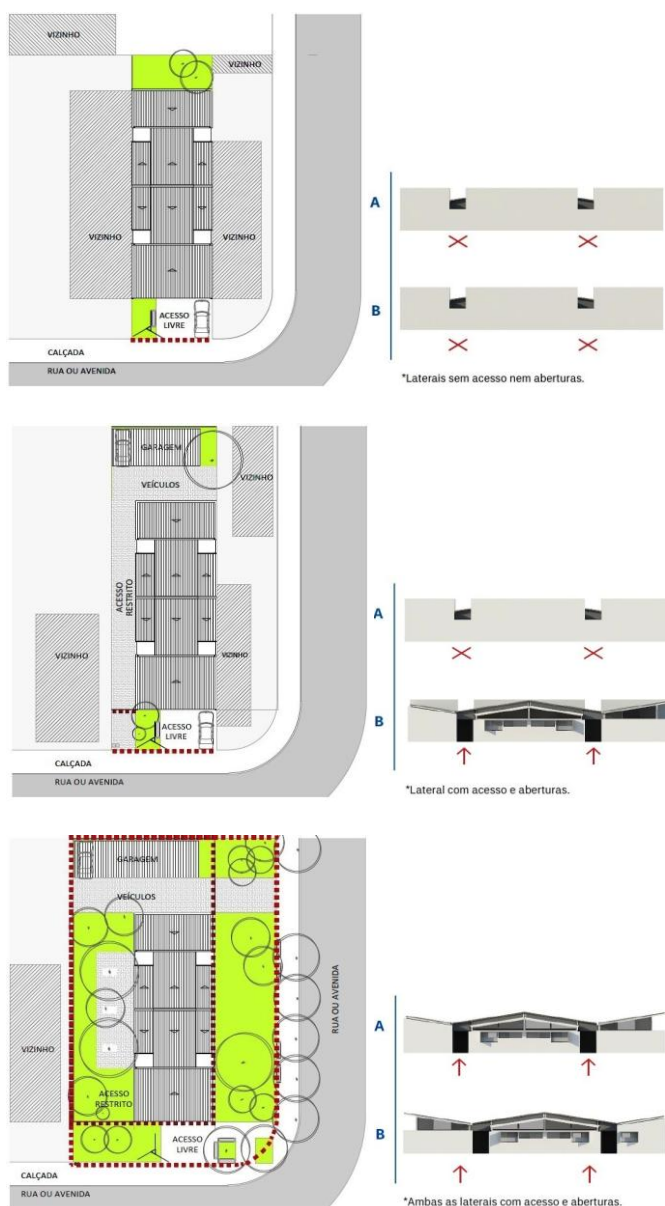 VIZINHO
VIZINHO
VIZINHO
VIZINHO
ACESSO
LIVRE
CALÇADA
RUA OU AVENIDA
A
B
*Laterais sem acesso nem aberturas.
GARAGEM
VEÍCULOS
VIZINHO
ACESSO
RESTRITO
VIZINHO
VIZINHO
ACESSO
LIVRE
CALÇADA
RUA OU AVENIDA
A
B
*Lateral com acesso e aberturas.
GARAGEM
VEÍCULOS
RUA OU AVENIDA
VIZINHO
ACESSO
RESTRITO
ACESSO
LIVRE
CALÇADA
RUA OU AVENIDA
A
B
*Ambas as laterais com acesso e aberturas.